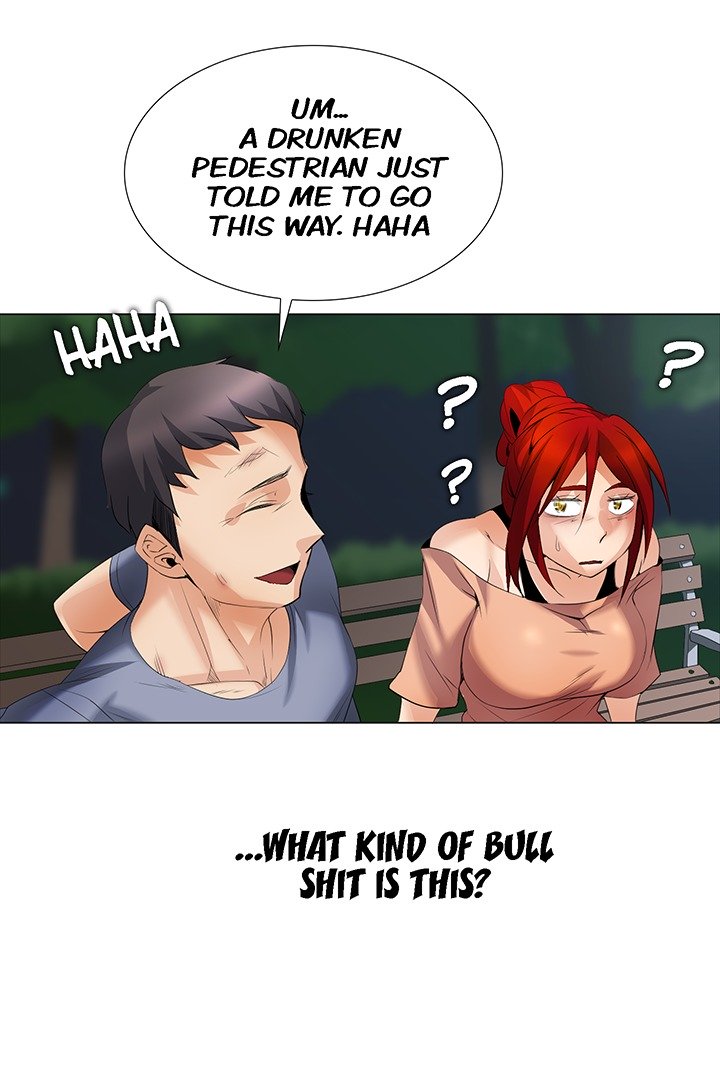 UM...
A DRUNKEN
PEDESTRIAN JUST
TOLD ME TO GO
THIS WAY. HAHA
HAHA
?
?
?
...WHAT KIND OF BULL
SHIT IS THIS?